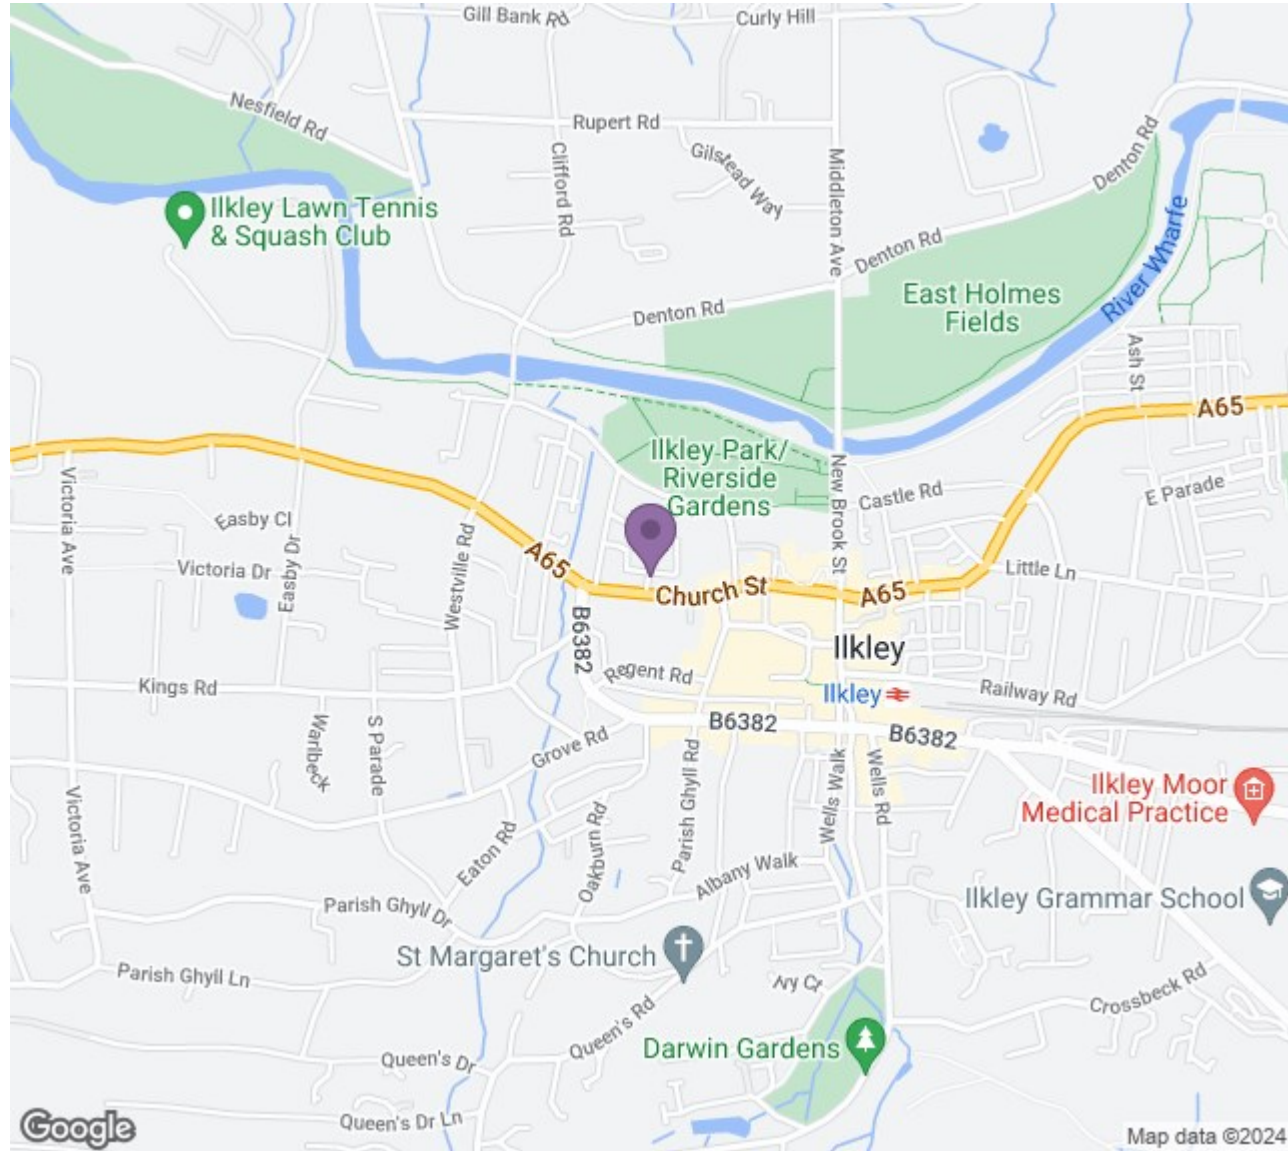 Gill Bank Rd
Curly Hill
Nesfield Rd
Rupert Rd
Clifford Rd
Gilstead Way
Middleton Ave
Denton Rd
Ilkley Lawn Tennis
& Squash Club
Denton Rd
River Wharfe
East Holmes
Fields
Denton Rd
Ash St
A65
Ilkley Park/
Riverside
Gardens
New Brook St
Castle Rd
E Parade
Victoria Ave
Easby Cl
Easby Dr
Victoria Dr
Westville Rd
A65
Church St
A65
Little Ln
B6382
Ilkley
Regent Rd
Kings Rd
Ilkley
Railway Rd
Warlbeck
S Parade
B6382
B6382
Grove Rd
Parish Ghyll Rd
Wells Walk
Wells Rd
Ilkley Moor
Medical Practice
Victoria Ave
Eaton Rd
Oakburn Rd
Albany Walk
Ilkley Grammar School
Parish Ghyll Dr
St Margaret's Church
Parish Ghyll Ln
Ivy Ct
Crossbeck Rd
Queen's Rd
Darwin Gardens
Queen's Dr
Queen's Dr Ln
Google
Map data ©2024